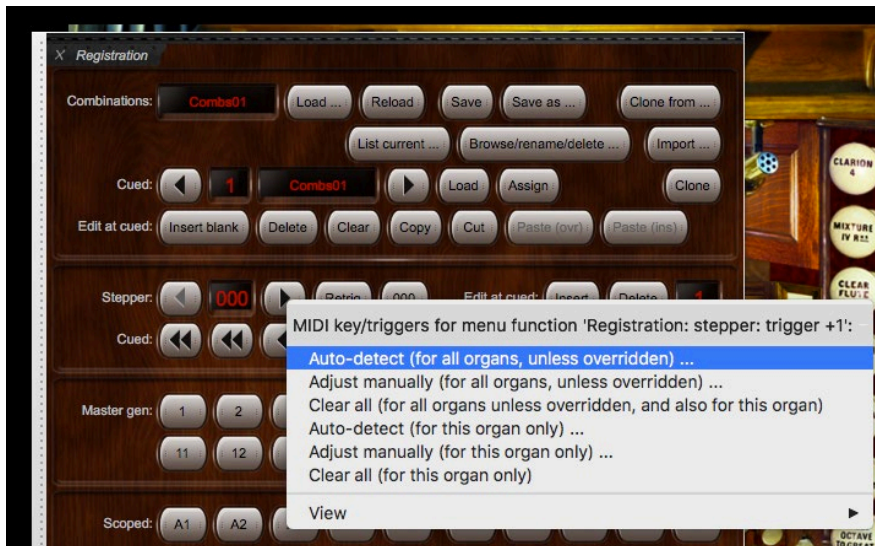 X Registration
Combinations: Combs01 Load ... Reload Save Save as ... Clone from ...
List current ... Browse/rename/delete ... Import ...
CLARION
4
Cued: 1 Combs01 Load Assign Clone
Edit at cued: Insert blank Delete Clear Copy Cut Paste (ovr) Paste (ins)
MIXTURE
IV RKS
CLEAR
FLUTE
Stepper: 000 Retrig 000 Edit at cued: Insert Delete 1
MIDI key/triggers for menu function 'Registration: stepper: trigger +1':
Cued:
Auto-detect (for all organs, unless overridden) ...
Adjust manually (for all organs, unless overridden) ...
Clear all (for all organs unless overridden, and also for this organ)
Master gen: 1 2
Auto-detect (for this organ only) ...
Adjust manually (for this organ only) ...
11 12
Clear all (for this organ only)
View
Scoped: A1 A2
OCTAVE